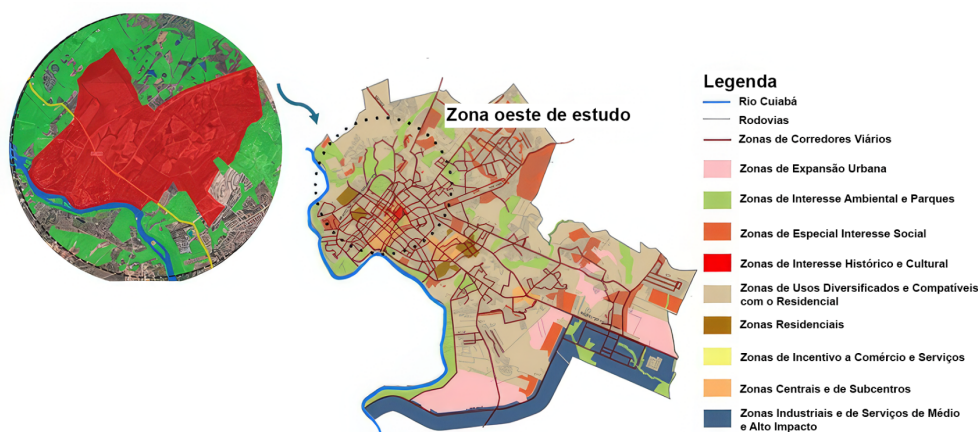 Zona oeste de estudo
Legenda
Rio Cuiabá
Rodovias
Zonas de Corredores Viários
Zonas de Expansão Urbana
Zonas de Interesse Ambiental e Parques
Zonas de Especial Interesse Social
Zonas de Interesse Histórico e Cultural
Zonas de Usos Diversificados e Compatíveis
com o Residencial
Zonas Residenciais
Zonas de Incentivo a Comércio e Serviços
Zonas Centrais e de Subcentros
Zonas Industriais e de Serviços de Médio
e Alto Impacto